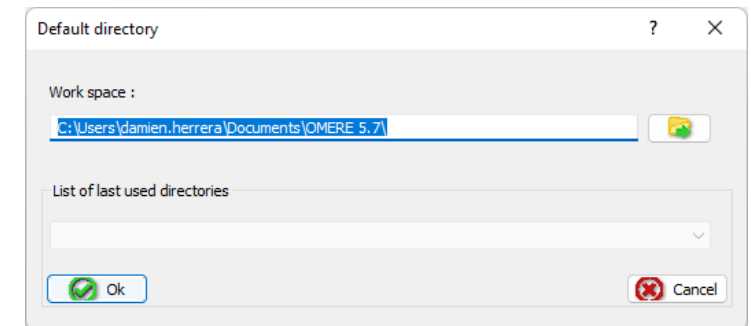 Default directory ?
Work space :
C:\Users\damien.herrera\Documents\OMERE 5.7\
List of last used directories
Ok Cancel